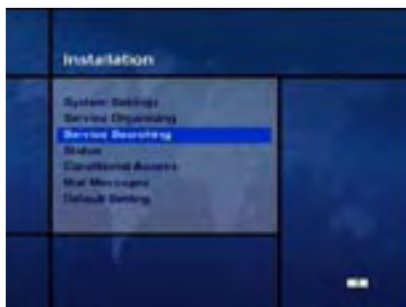 Installation
System Settings
Service Organising
Service Searching
Status
Conditional Access
Mail Messages
Default Setting